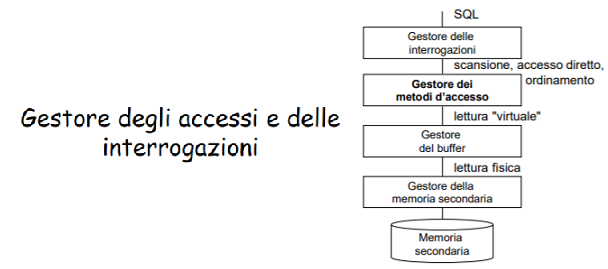 Gestore degli accessi e delle
interrogazioni
SQL
Gestore delle
interrogazioni
scansione, accesso diretto,
ordinamento
Gestore dei
metodi d'accesso
lettura "virtuale"
Gestore
del buffer
lettura fisica
Gestore della
memoria secondaria
Memoria
secondaria